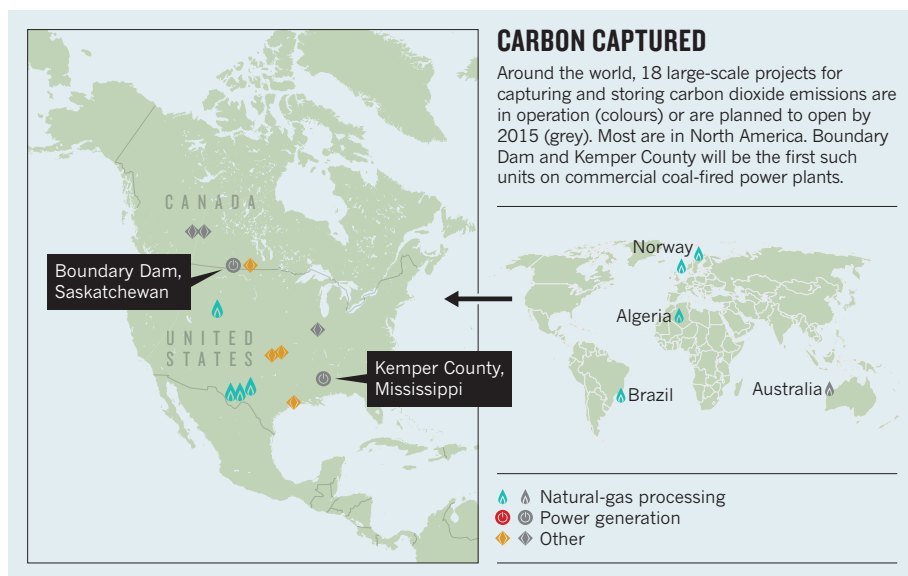 CARBON CAPTURED
Around the world, 18 large-scale projects for
capturing and storing carbon dioxide emissions are
in operation (colours) or are planned to open by
2015 (grey). Most are in North America. Boundary
Dam and Kemper County will be the first such
units on commercial coal-fired power plants.
CANADA
Boundary Dam,
Saskatchewan
UNITED
STATES
Kemper County,
Mississippi
Norway
Algeria
Brazil
Australia
Natural-gas processing
Power generation
Other